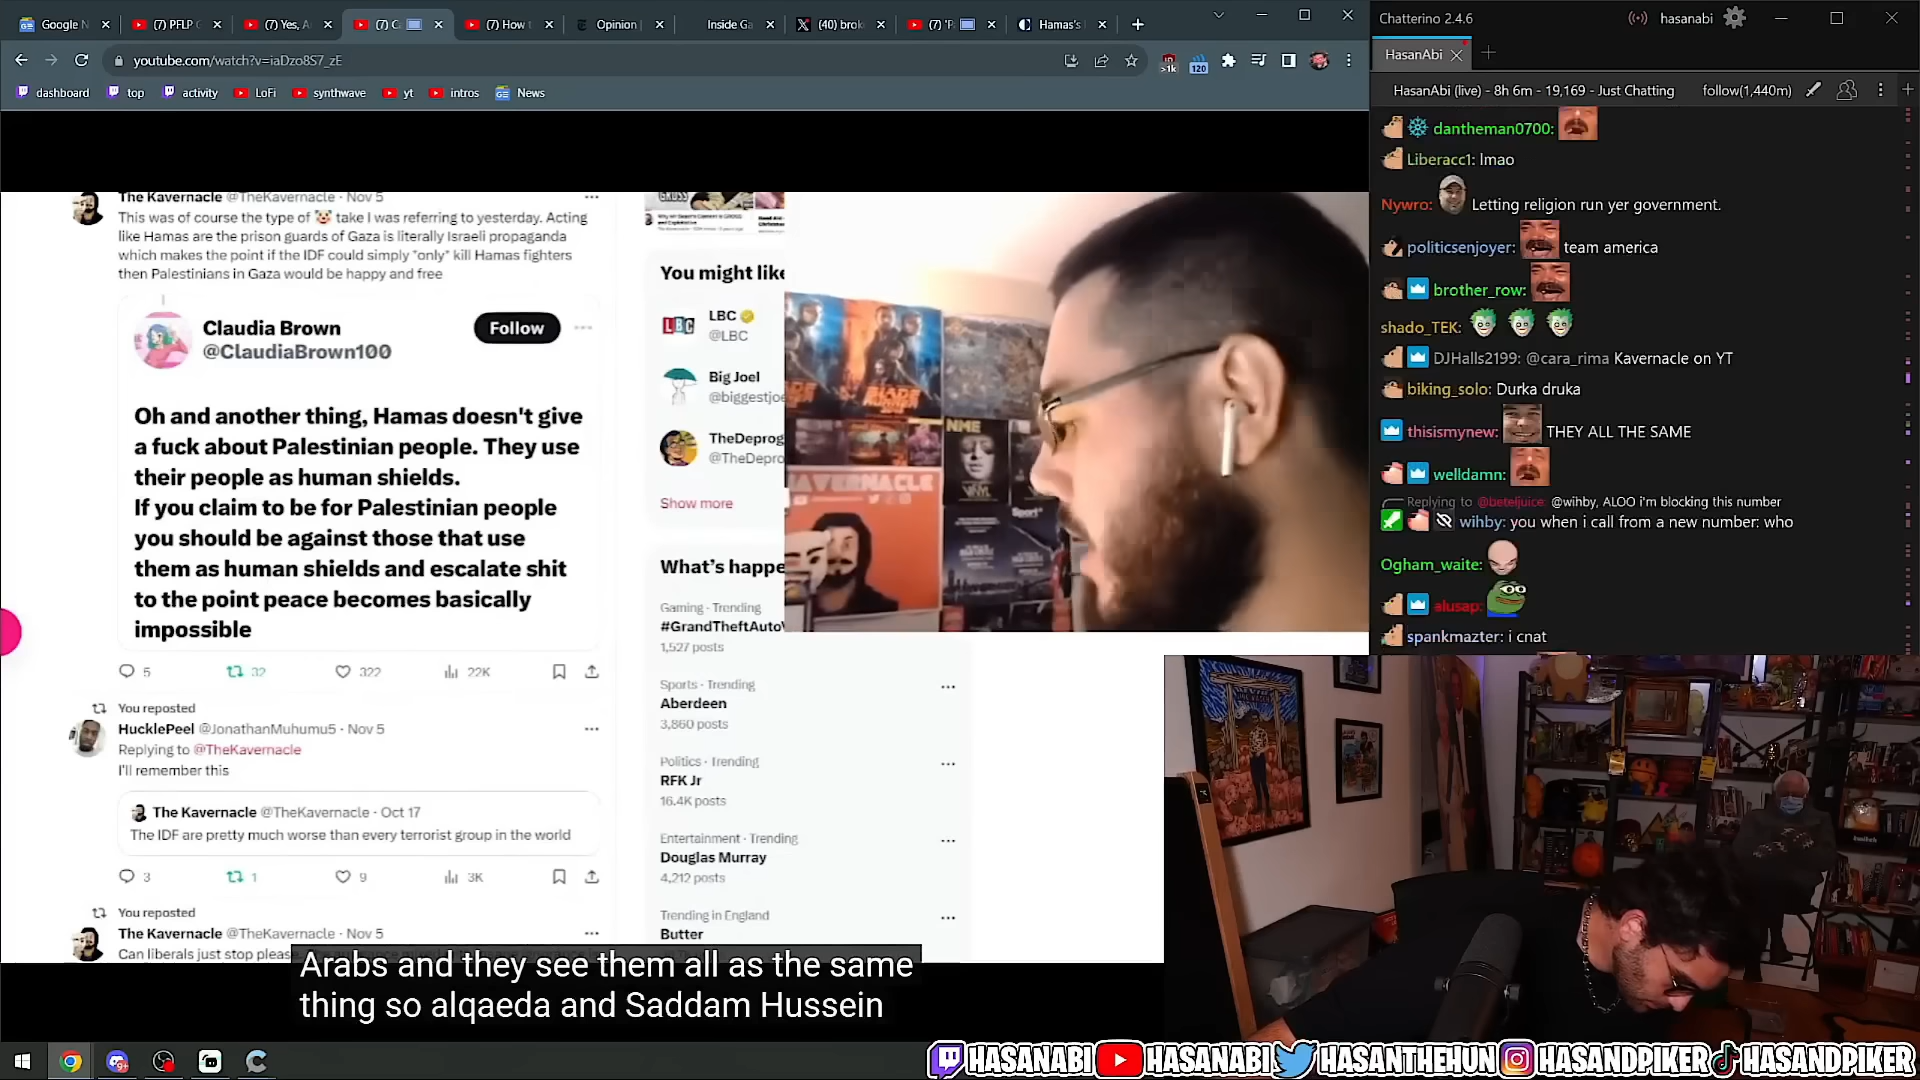 Google N
(7) PFLP C
(7) Yes, A
(7) C
(7) How t
Opinion |
Inside Ga
(40) brok
(7) 'P
Hamas's
youtube.com/watch?v=iaDzo8S7_zE
>1k
120
dashboard
top
activity
LoFi
synthwave
yt
intros
News
The Kavernacle @TheKavernacle · Nov 5
This was of course the type of 🤡 take I was referring to yesterday. Acting
like Hamas are the prison guards of Gaza is literally Israeli propaganda
which makes the point if the IDF could simply "only" kill Hamas fighters
then Palestinians in Gaza would be happy and free
Claudia Brown
@ClaudiaBrown100
Follow
Oh and another thing, Hamas doesn't give
a fuck about Palestinian people. They use
their people as human shields.
If you claim to be for Palestinian people
you should be against those that use
them as human shields and escalate shit
to the point peace becomes basically
impossible
5
32
322
22K
You reposted
HucklePeel @JonathanMuhumu5 · Nov 5
Replying to @TheKavernacle
I'll remember this
The Kavernacle @TheKavernacle · Oct 17
The IDF are pretty much worse than every terrorist group in the world
3
1
9
3K
You reposted
The Kavernacle @TheKavernacle · Nov 5
Can liberals just stop please
You might like
LBC
LBC
@LBC
Big Joel
@biggestjoe
TheDeprog
@TheDepro
Show more
What's happe
Gaming · Trending
#GrandTheftAutoV
1,527 posts
Sports · Trending
Aberdeen
3,860 posts
Politics · Trending
RFK Jr
16.4K posts
Entertainment · Trending
Douglas Murray
4,212 posts
Trending in England
Butter
NME
VINYL
AVERNACLE
Arabs and they see them all as the same
thing so alqaeda and Saddam Hussein
Chatterino 2.4.6
hasanabi
HasanAbi
HasanAbi (live) - 8h 6m - 19,169 - Just Chatting
follow(1,440m)
dantheman0700:
Liberacc1: lmao
Nywro: Letting religion run yer government.
politicsenjoyer: team america
brother_row:
shado_TEK:
DJHalls2199: @cara_rima Kavernacle on YT
biking_solo: Durka druka
thisismynew: THEY ALL THE SAME
welldamn:
Replying to @beteljuice: @wihby, ALOO i'm blocking this number
wihby: you when i call from a new number: who
Ogham_waite:
alusap:
spankmazter: i cnat
HASANABI
HASANABI
HASANTHEHUN
HASANDPIKER
HASANDPIKER